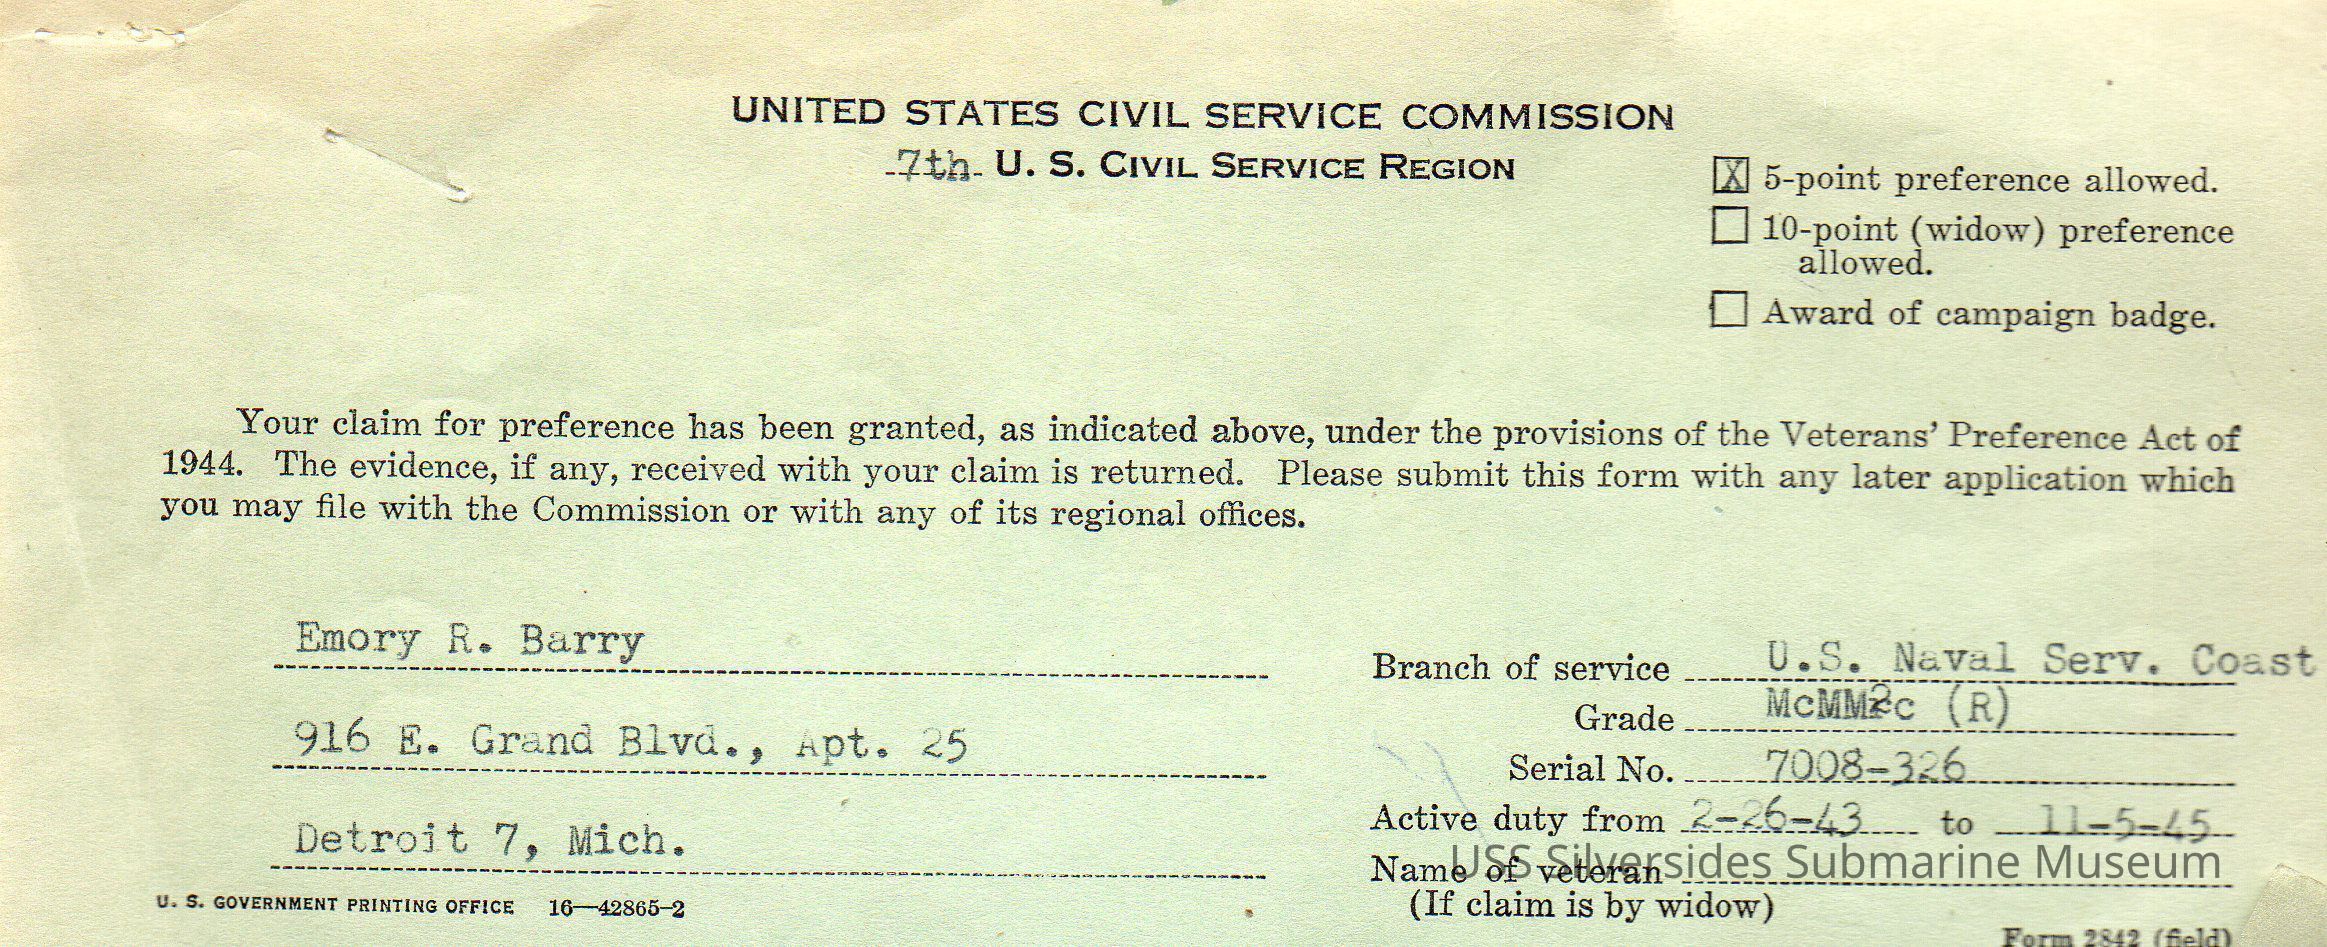 UNITED STATES CIVIL SERVICE COMMISSION
7th U. S. CIVIL SERVICE REGION
X 5-point preference allowed.
10-point (widow) preference
allowed.
Award of campaign badge.
Your claim for preference has been granted, as indicated above, under the provisions of the Veterans' Preference Act of
1944. The evidence, if any, received with your claim is returned. Please submit this form with any later application which
you may file with the Commission or with any of its regional offices.
Emory R. Barry
916 E. Grand Blvd., Apt. 25
Detroit 7, Mich.
U. S. GOVERNMENT PRINTING OFFICE 16—42865-2
Branch of service U.S. Naval Serv. Coast
Grade McMM2c (R)
Serial No. 7008-326
Active duty from 2-26-43 to 11-5-45
Name of veteran
(If claim is by widow)
USS Silversides Submarine Museum
Form 2842 (field)